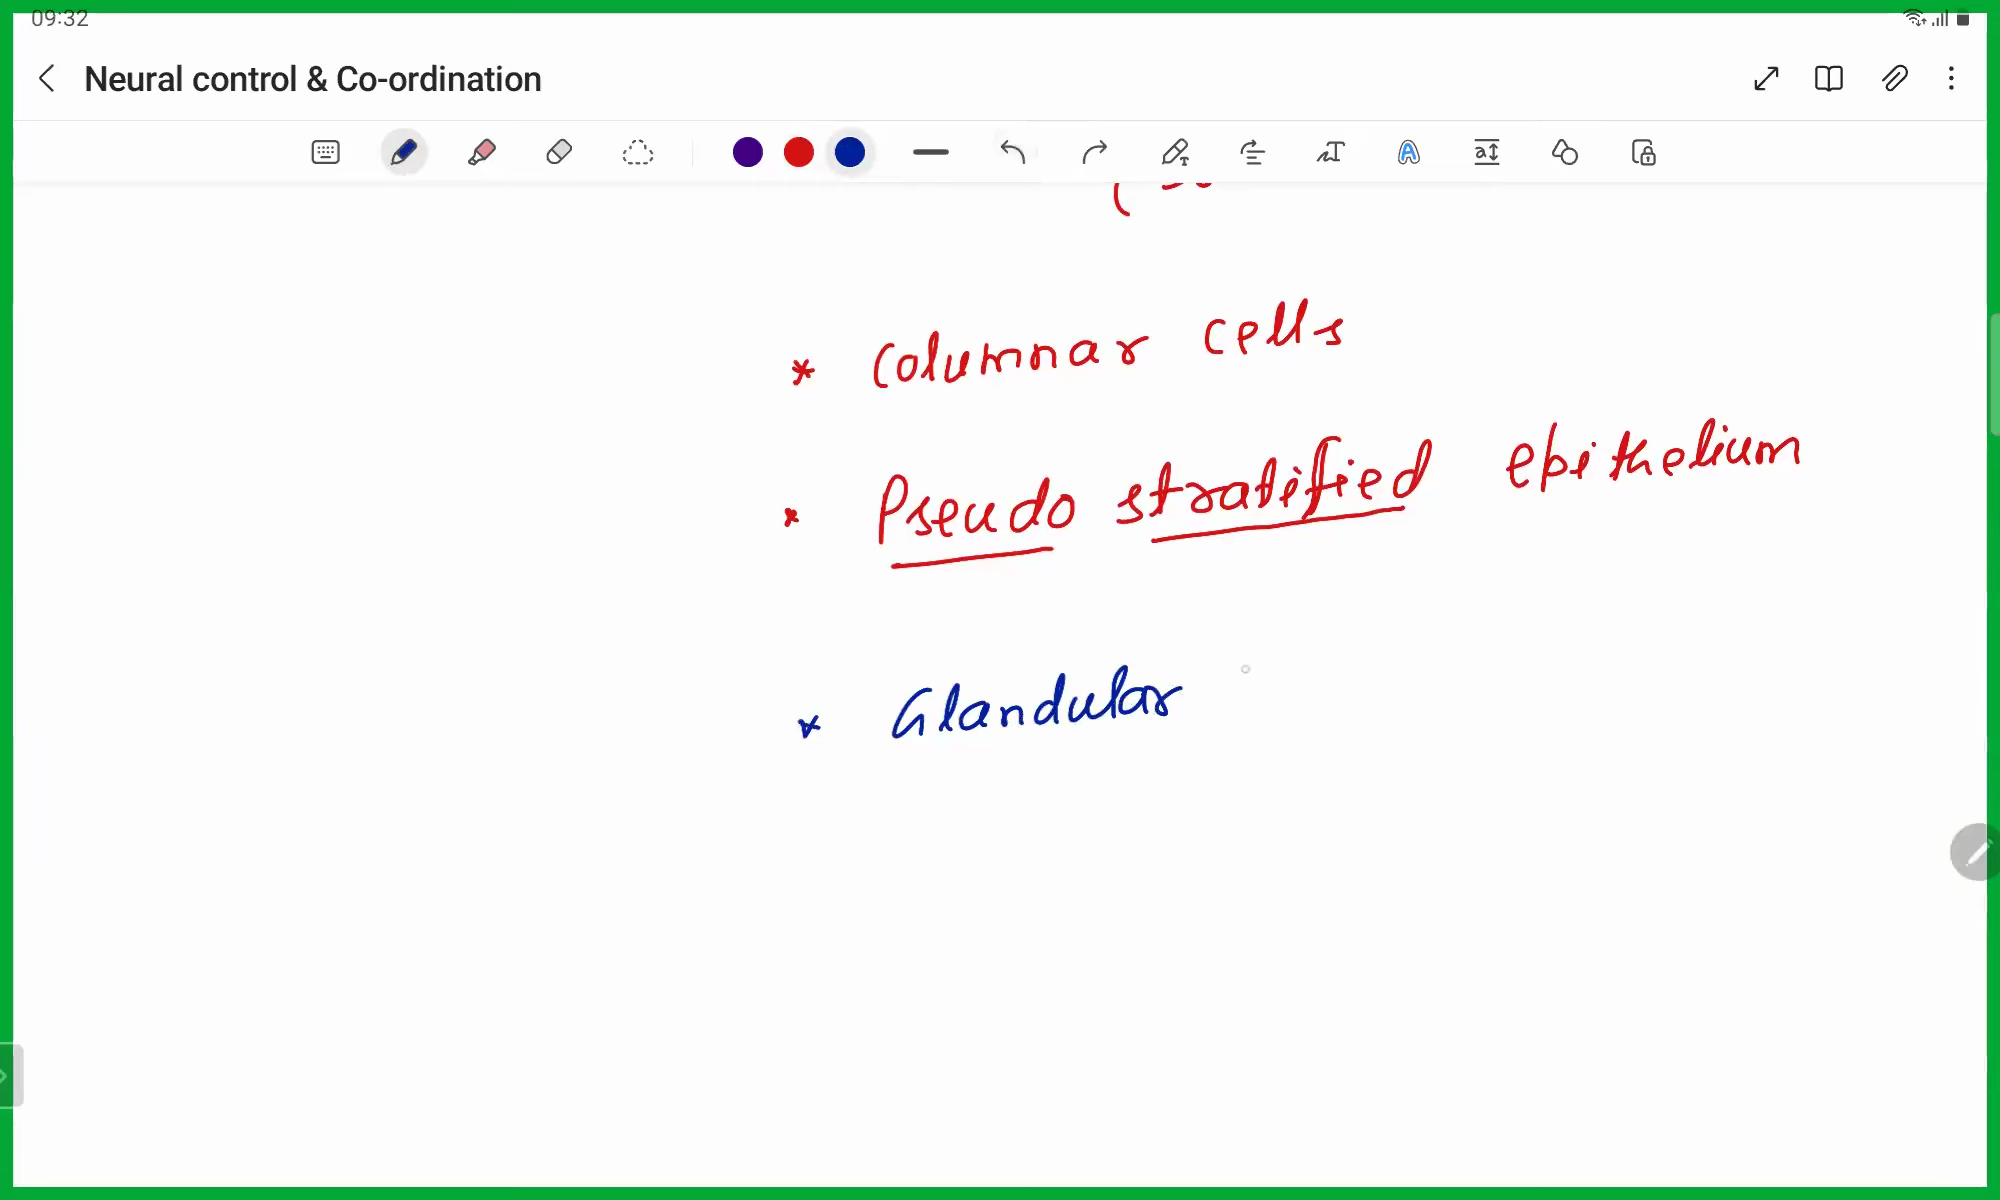 09:32
Neural control & Co-ordination
* Columnar cells
* Pseudo stratified epithelium
* Glandular